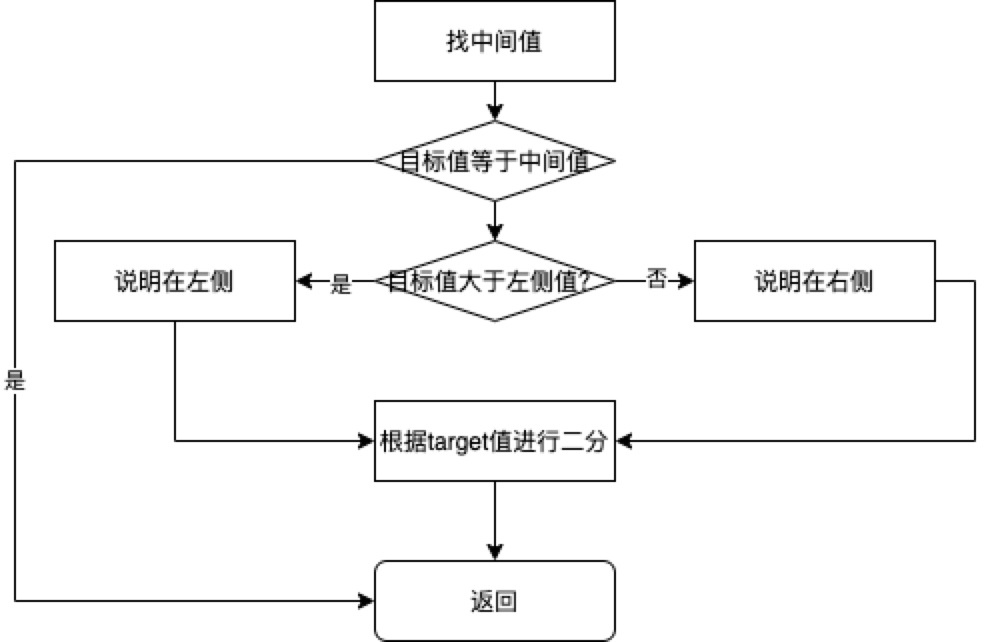 找中间值
目标值等于中间值
说明在左侧
是
目标值大于左侧值？
否
说明在右侧
是
根据target值进行二分
返回